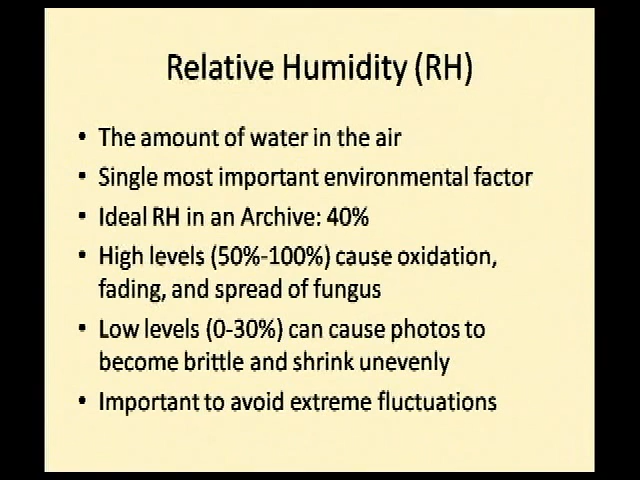 Relative Humidity (RH)
• The amount of water in the air
• Single most important environmental factor
• Ideal RH in an Archive: 40%
• High levels (50%-100%) cause oxidation,
fading, and spread of fungus
• Low levels (0-30%) can cause photos to
become brittle and shrink unevenly
• Important to avoid extreme fluctuations